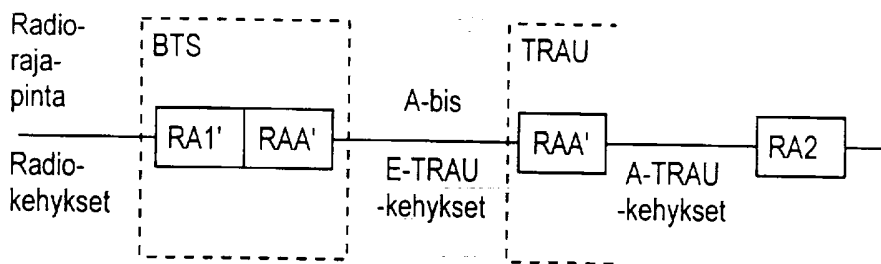 Radio-
raja-
pinta
Radio-
kehykset
BTS
RA1'
RAA'
A-bis
E-TRAU
-kehykset
TRAU
RAA'
A-TRAU
-kehykset
RA2